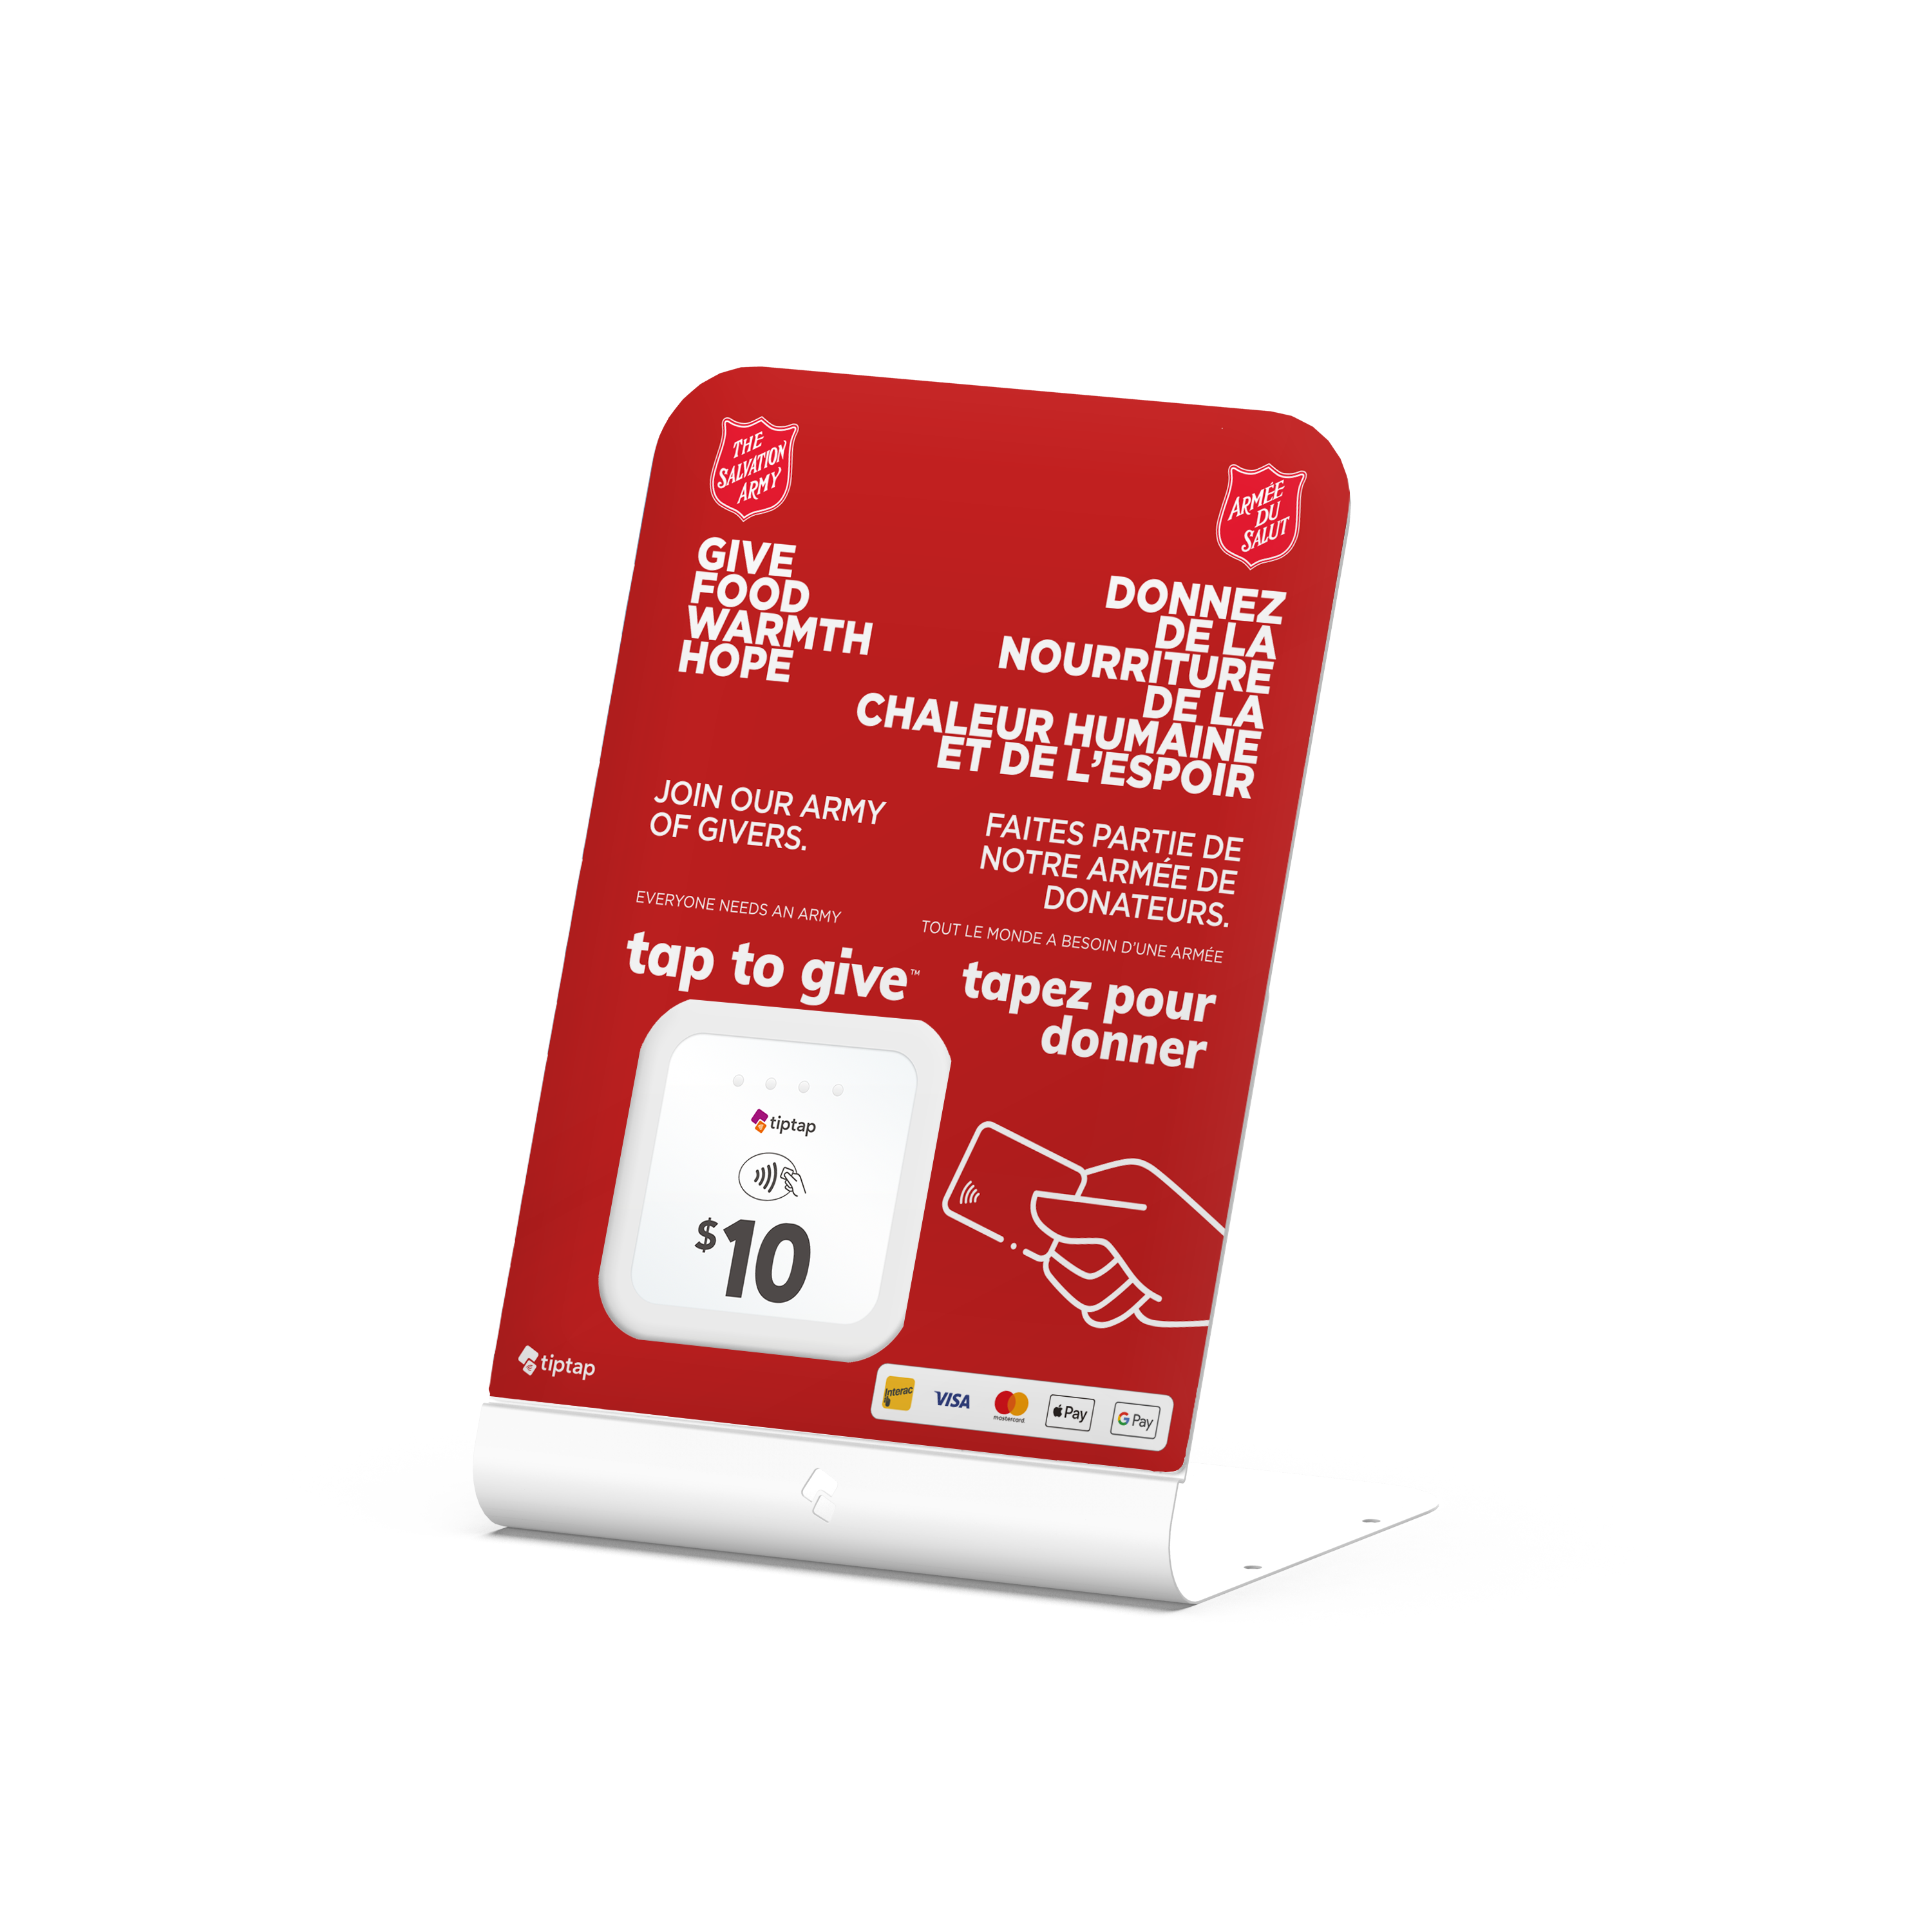 THE
SALVATION
ARMY
GIVE
FOOD
WARMTH
HOPE
JOIN OUR ARMY
OF GIVERS.
EVERYONE NEEDS AN ARMY
tap to give™
ARMÉE
DU
SALUT
DONNEZ
DE LA
NOURRITURE
DE LA
CHALEUR HUMAINE
ET DE L'ESPOIR
FAITES PARTIE DE
NOTRE ARMÉE DE
DONATEURS.
TOUT LE MONDE A BESOIN D'UNE ARMÉE
tapez pour
donner
tiptap
$10
tiptap
Interac
VISA
mastercard
Pay
G Pay